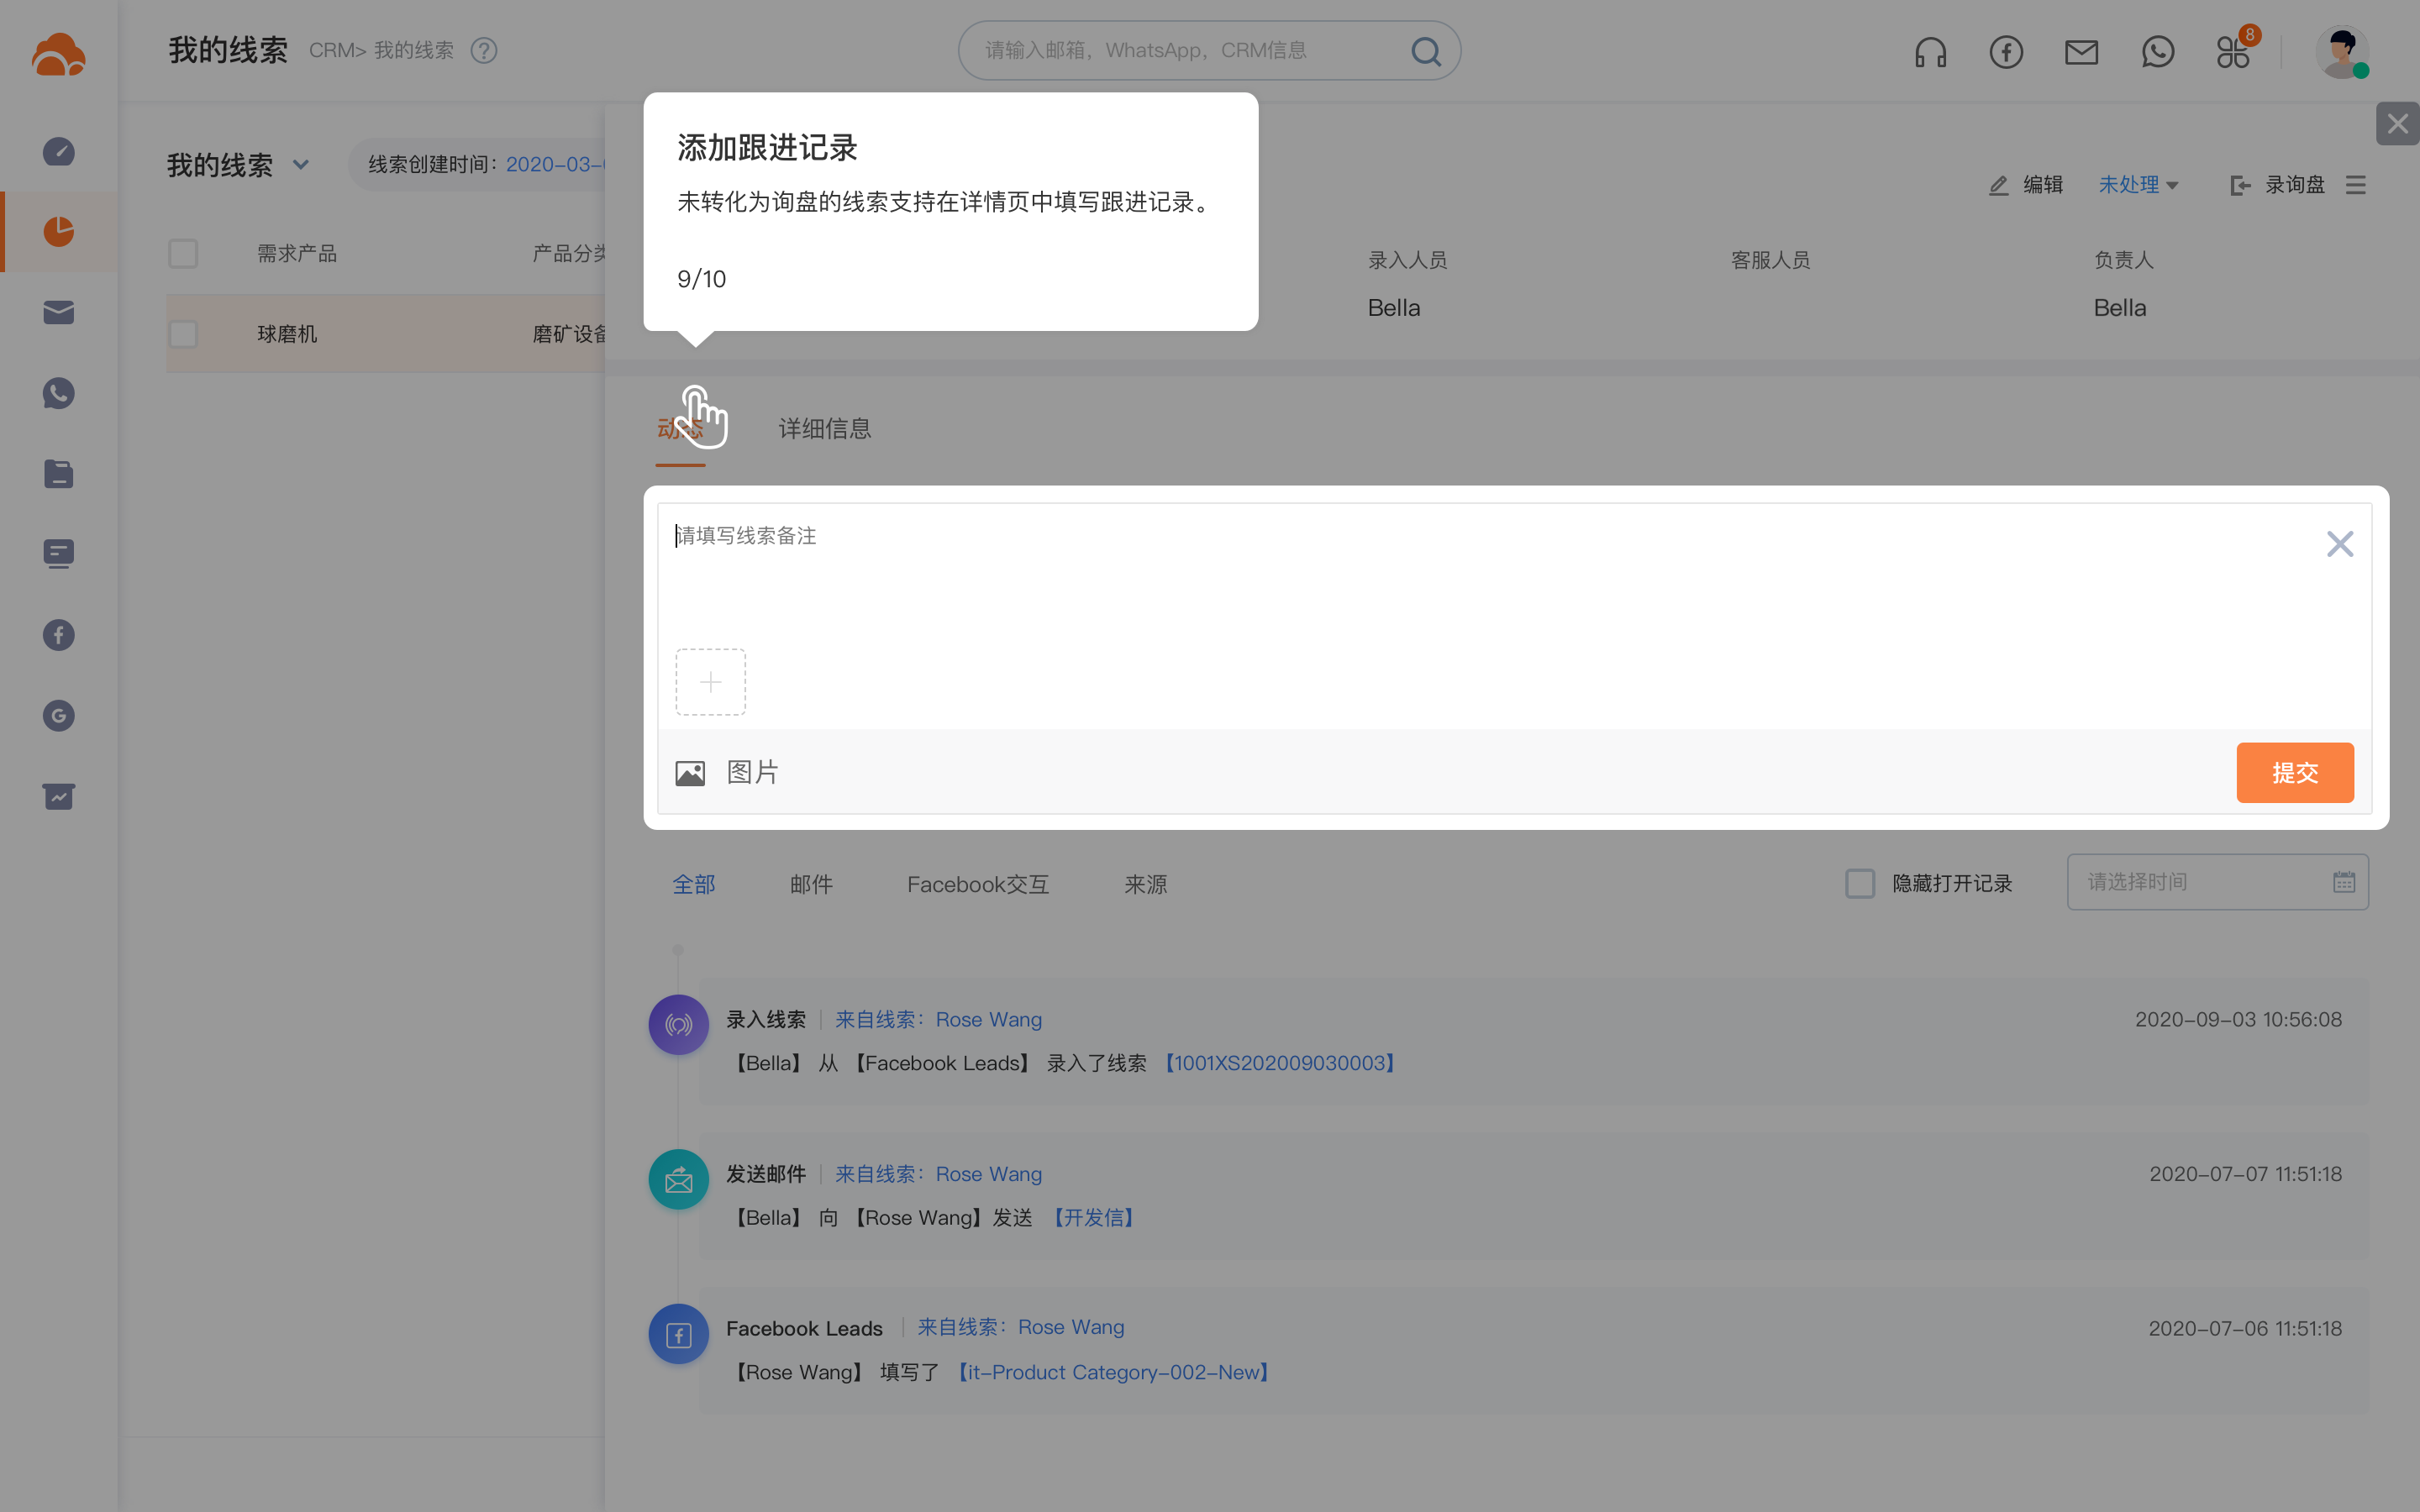 我的线索
CRM> 我的线索
请输入邮箱，WhatsApp，CRM信息
8
添加跟进记录
未转化为询盘的线索支持在详情页中填写跟进记录。
9/10
我的线索
线索创建时间：2020-03-
编辑
未处理
录询盘
需求产品
产品分类
录入人员
客服人员
负责人
Bella
Bella
球磨机
磨矿设备
动态
详细信息
请填写线索备注
图片
提交
全部
邮件
Facebook交互
来源
隐藏打开记录
请选择时间
录入线索
来自线索：Rose Wang
2020-09-03 10:56:08
【Bella】 从 【Facebook Leads】 录入了线索 【1001XS202009030003】
发送邮件
来自线索：Rose Wang
2020-07-07 11:51:18
【Bella】 向 【Rose Wang】发送 【开发信】
Facebook Leads
来自线索：Rose Wang
2020-07-06 11:51:18
【Rose Wang】 填写了 【it-Product Category-002-New】